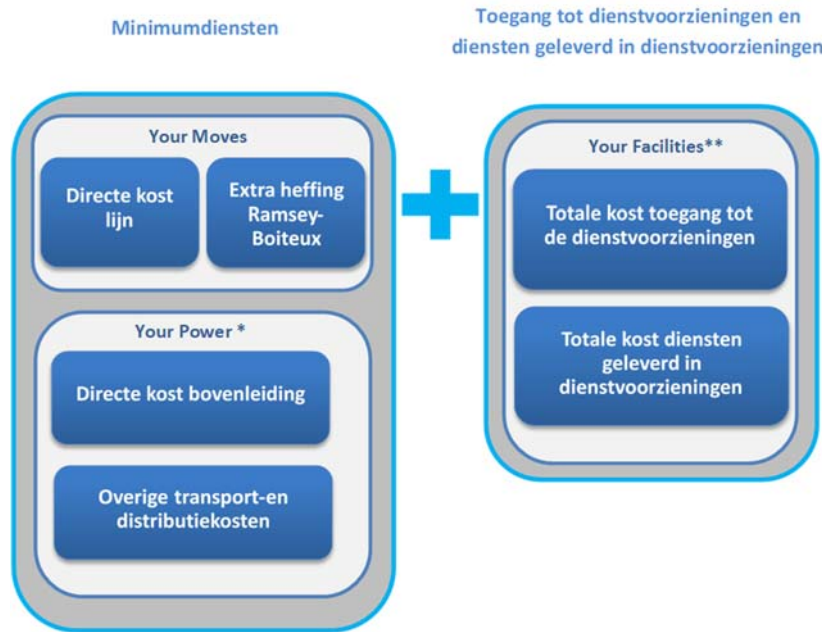 Minimumdiensten
Toegang tot dienstvoorzieningen en
diensten geleverd in dienstvoorzieningen
Your Moves
Directe kost
lijn
Extra heffing
Ramsey-
Boiteux
Your Power *
Directe kost bovenleiding
Overige transport-en
distributiekosten
Your Facilities**
Totale kost toegang tot
de dienstvoorzieningen
Totale kost diensten
geleverd in
dienstvoorzieningen